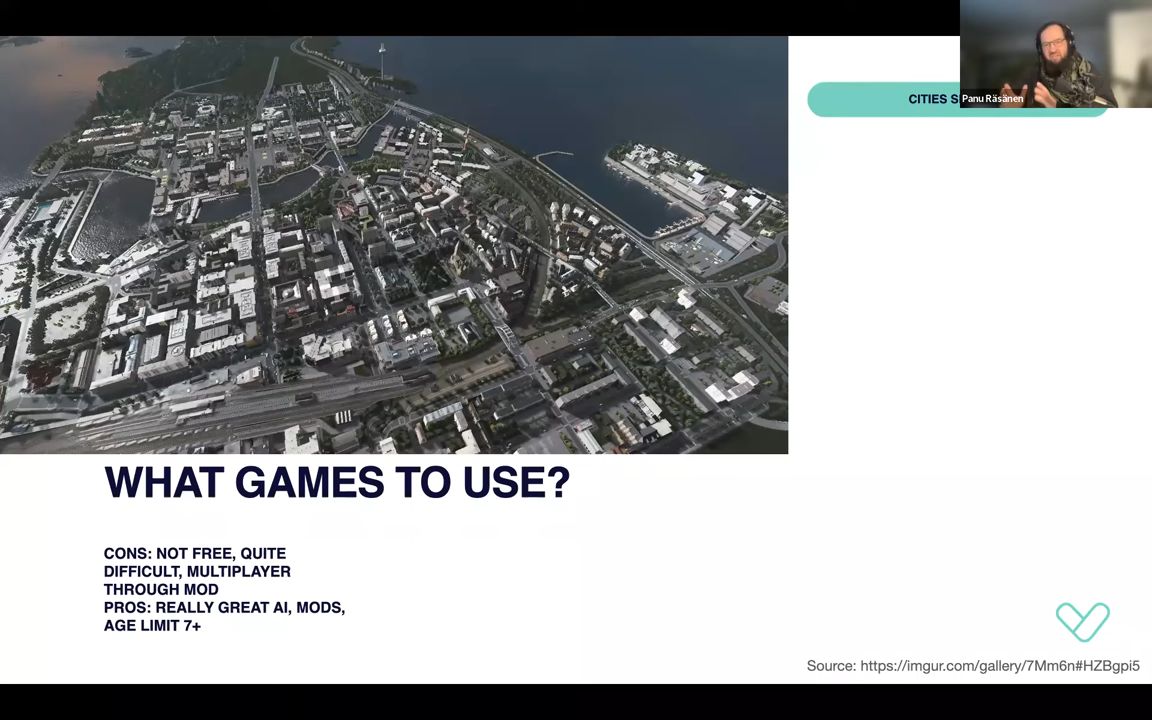 CITIES
Panu Räsänen
WHAT GAMES TO USE?
CONS: NOT FREE, QUITE
DIFFICULT, MULTIPLAYER
THROUGH MOD
PROS: REALLY GREAT AI, MODS,
AGE LIMIT 7+
Source: https://imgur.com/gallery/7Mm6n#HZBgpi5